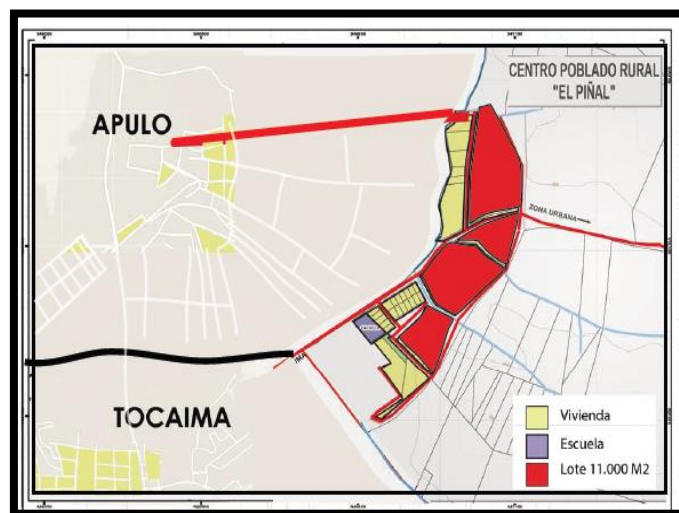 CENTRO POBLADO RURAL
"EL PIÑAL"
APULO
ZONA URBANA
TOCAIMA
Vivienda
Escuela
Lote 11.000 M2